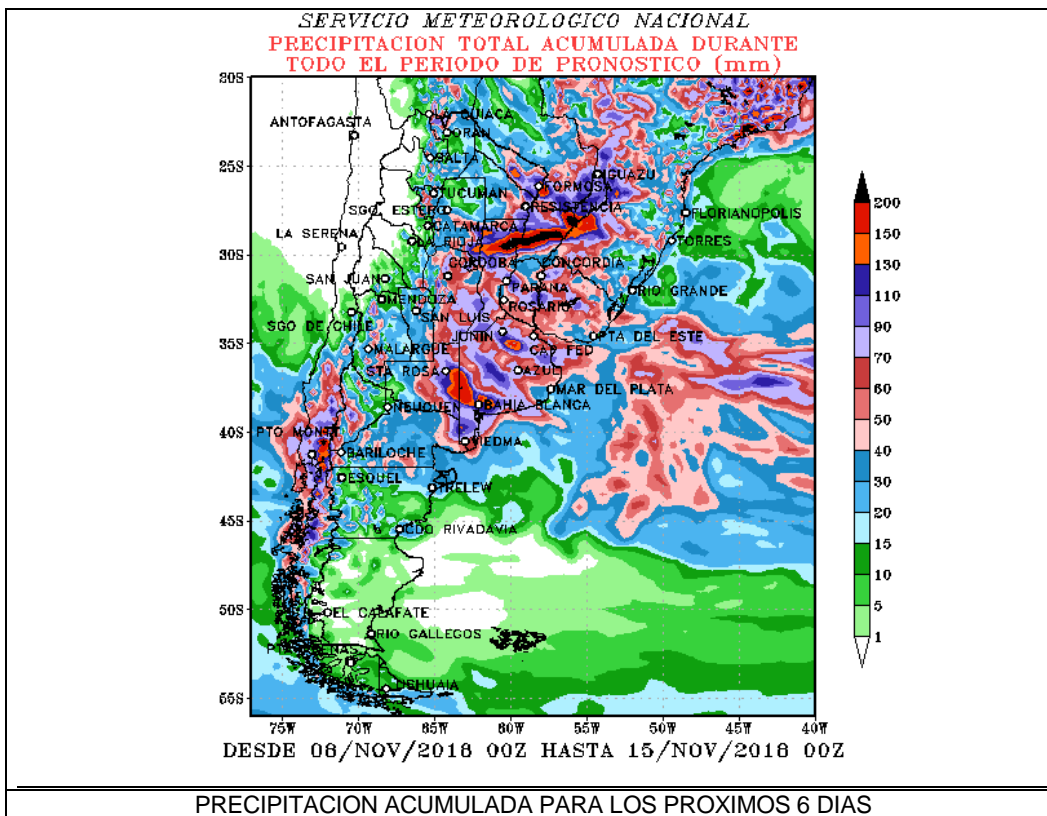 SERVICIO METEOROLOGICO NACIONAL
PRECIPITACION TOTAL ACUMULADA DURANTE
TODO EL PERIODO DE PRONOSTICO (mm)
20S
25S
30S
35S
40S
45S
50S
55S
LA QUIACA
ANTOFAGASTA
ORAN
SALTA
IGUAZU
FORMOSA
TUCUMAN
RESISTENCIA
SGO ESTERO
FLORIANOPOLIS
CATAMARCA
LA SERENA
LA RIOJA
TORRES
CORDOBA
CONCORDIA
SAN JUAN
PARANA
RIO GRANDE
MENDOZA
ROSARIO
SAN LUIS
SGO DE CHILE
JUNIN
PTA DEL ESTE
MALARGUE
CAP FED
STA ROSA
AZUL
MAR DEL PLATA
NEUQUEN
BAHIA BLANCA
PTO MONTT
VIEDMA
BARILOCHE
ESQUEL
TRELEW
CDO RIVADAVIA
EL CALAFATE
RIO GALLEGOS
USHUAIA
75W 70W 65W 60W 55W 50W 45W 40W
200
150
130
110
90
70
60
50
40
30
20
15
10
5
1
DESDE 08/NOV/2018 00Z HASTA 15/NOV/2018 00Z
PRECIPITACION ACUMULADA PARA LOS PROXIMOS 6 DIAS